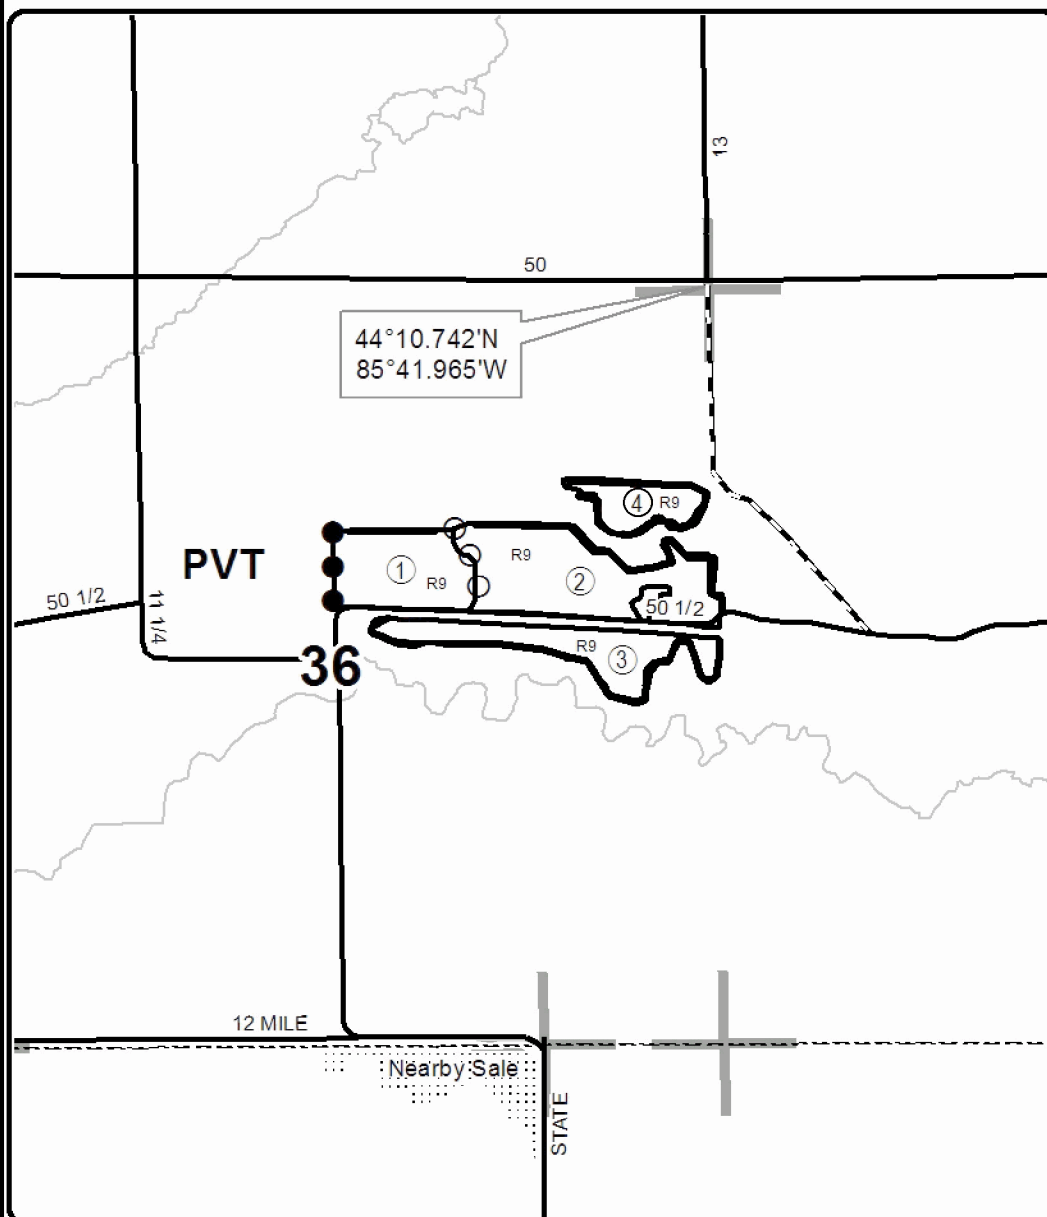 13
50
44°10.742'N
85°41.965'W
4
R9
PVT
1
R9
R9
2
50 1/2
50 1/2
11 1/4
36
R9
3
12 MILE
Nearby Sale
STATE